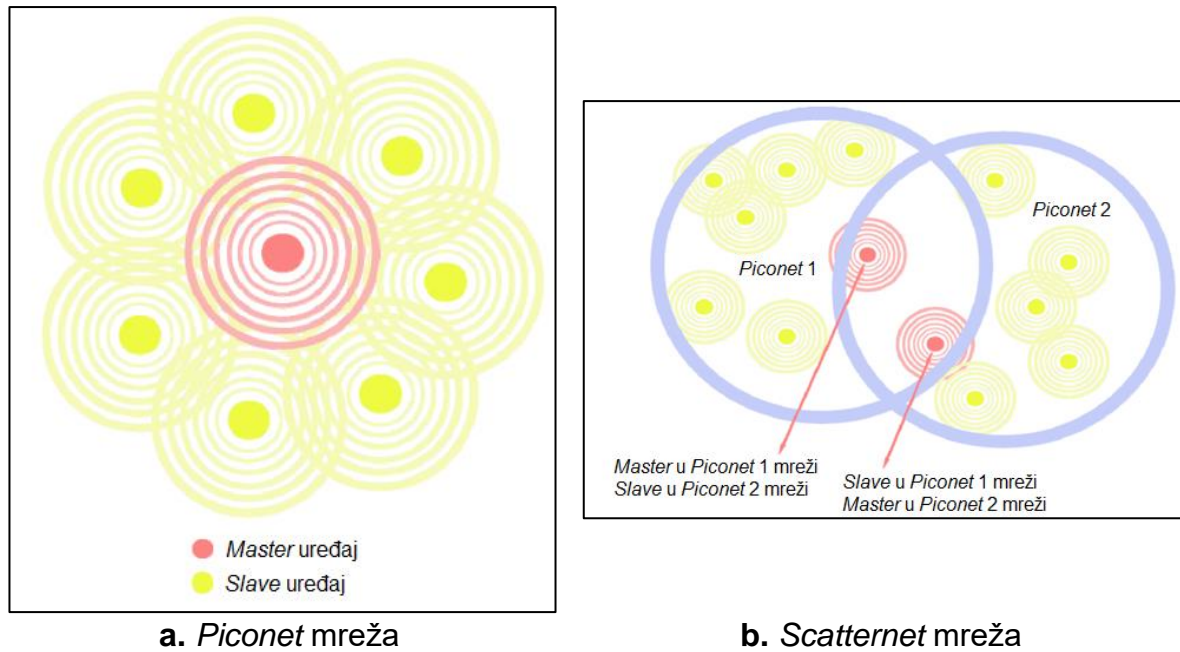 Master uređaj
Slave uređaj
a. Piconet mreža
Piconet 2
Piconet 1
Master u Piconet 1 mreži
Slave u Piconet 2 mreži
Slave u Piconet 1 mreži
Master u Piconet 2 mreži
b. Scatternet mreža